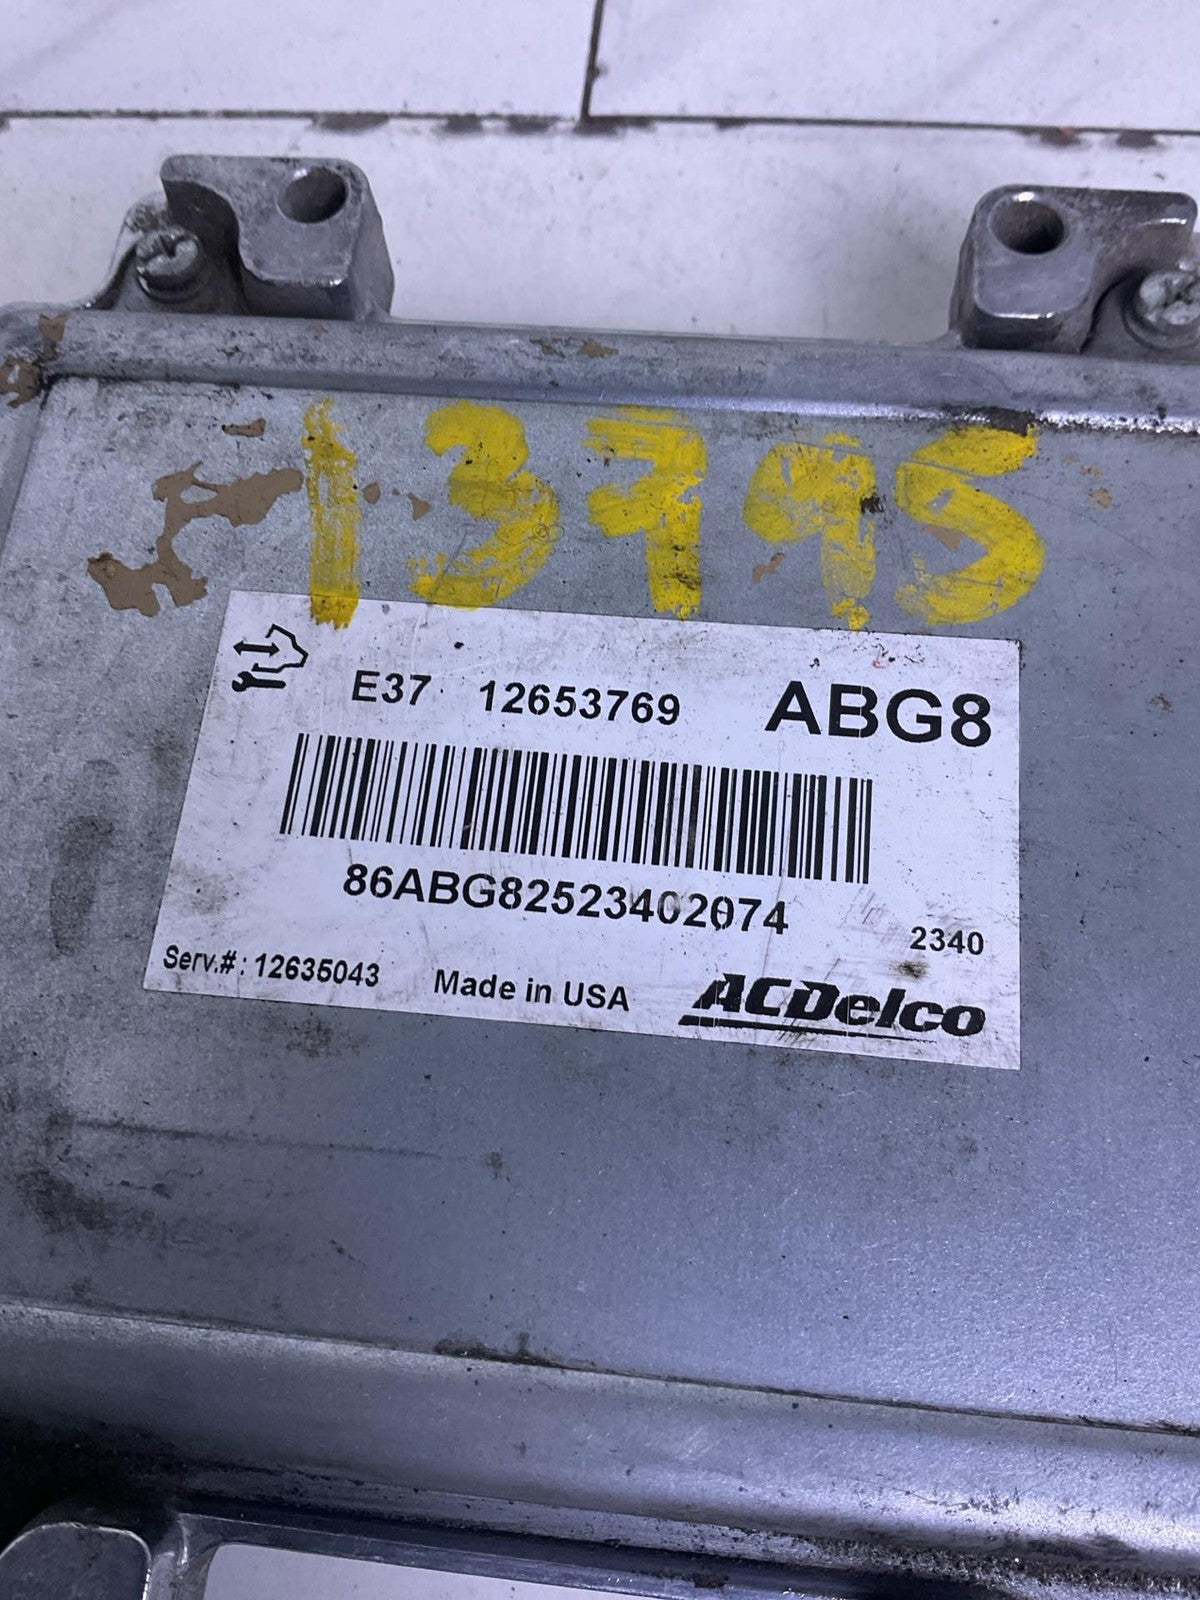 13795
E37 12653769 ABG8
86ABG82523402074
2340
Serv.#: 12635043 Made in USA ACDelco